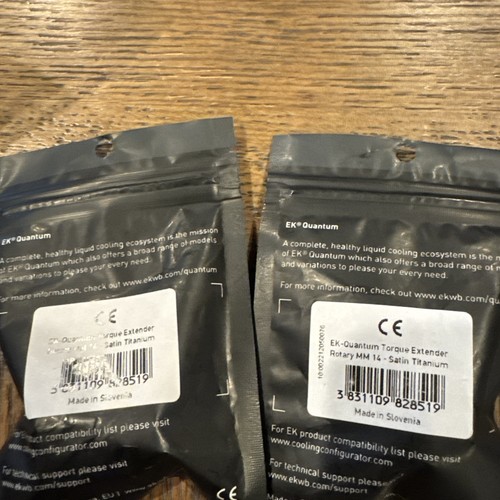 EK® Quantum
A complete, healthy liquid cooling ecosystem is the mission
of EK® Quantum which also offers a broad range of models
and variations to please your every need.
For more information, check out www.ekwb.com/quantum
CE
EK-Quantum Torque Extender
MM 14 - Satin Titanium
3 831109 828519
Made in Slovenia
For EK product compatibility list please visit
www.coolingconfigurator.com
For technical support please visit
www.ekwb.com/support
EU
CE
EK® Quantum
A complete, healthy liquid cooling ecosystem is the mission
of EK® Quantum which also offers a broad range of
and variations to please your every need.
For more information, check out www.ekwb.com/qu
CE
EK-Quantum Torque Extender
Rotary MM 14 - Satin Titanium
3 831109 828519
Made in Slovenia
For EK product compatibility list please visit
www.coolingconfigurator.com
For technical support please visit
www.ekwb.com/support